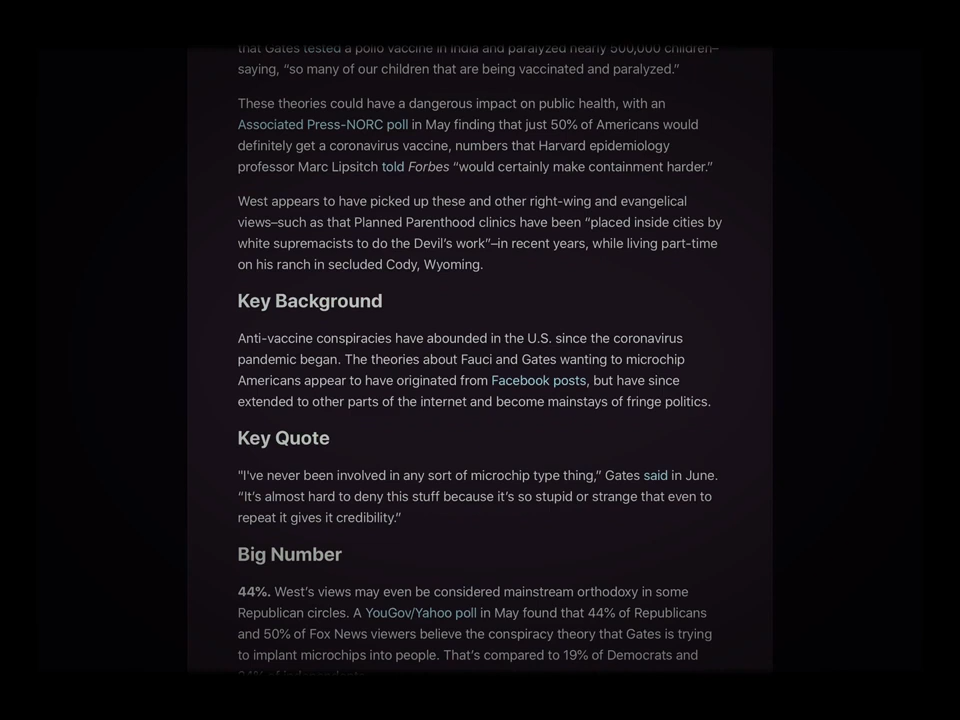 that Gates tested a polio vaccine in India and paralyzed nearly 500,000 children–
saying, “so many of our children that are being vaccinated and paralyzed.”
These theories could have a dangerous impact on public health, with an
Associated Press-NORC poll in May finding that just 50% of Americans would
definitely get a coronavirus vaccine, numbers that Harvard epidemiology
professor Marc Lipsitch told Forbes “would certainly make containment harder.”
West appears to have picked up these and other right-wing and evangelical
views–such as that Planned Parenthood clinics have been “placed inside cities by
white supremacists to do the Devil’s work”–in recent years, while living part-time
on his ranch in secluded Cody, Wyoming.
Key Background
Anti-vaccine conspiracies have abounded in the U.S. since the coronavirus
pandemic began. The theories about Fauci and Gates wanting to microchip
Americans appear to have originated from Facebook posts, but have since
extended to other parts of the internet and become mainstays of fringe politics.
Key Quote
"I've never been involved in any sort of microchip type thing,” Gates said in June.
“It’s almost hard to deny this stuff because it’s so stupid or strange that even to
repeat it gives it credibility.”
Big Number
44%. West’s views may even be considered mainstream orthodoxy in some
Republican circles. A YouGov/Yahoo poll in May found that 44% of Republicans
and 50% of Fox News viewers believe the conspiracy theory that Gates is trying
to implant microchips into people. That’s compared to 19% of Democrats and